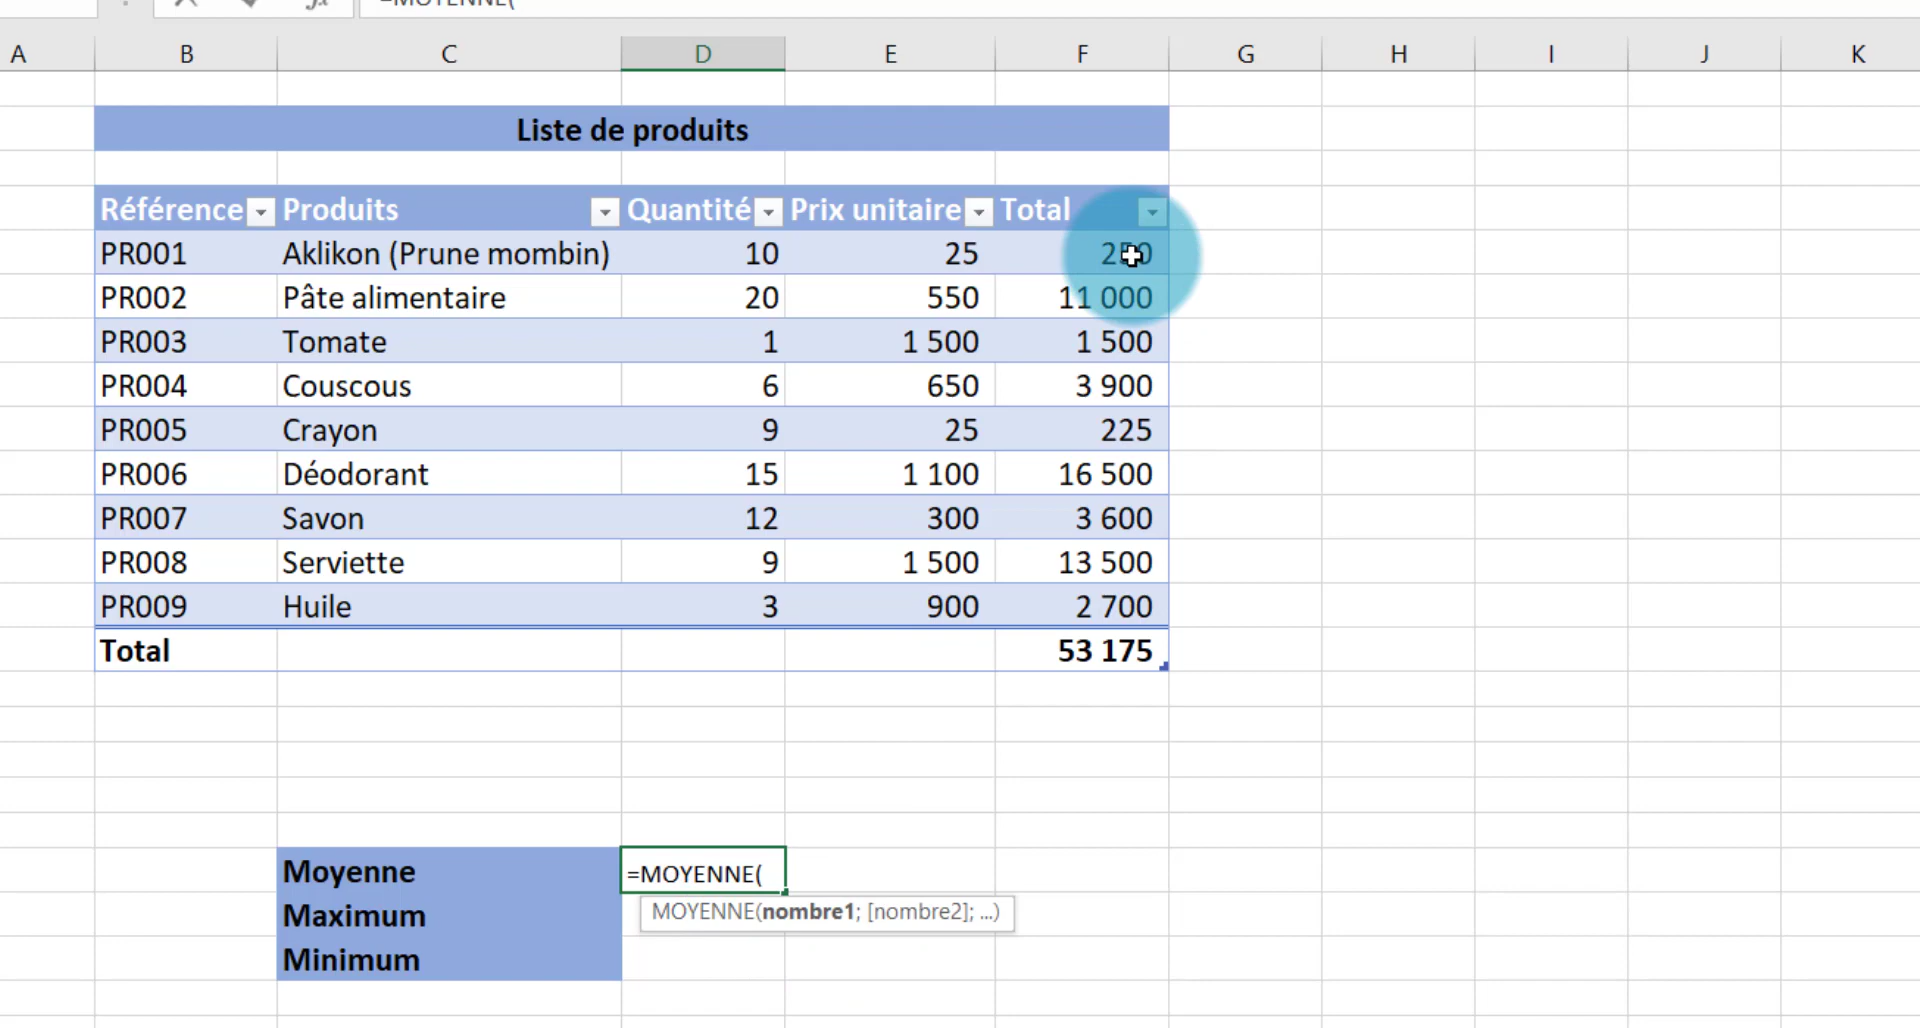 =MOYENNE(
A B C D E F G H I J K
Liste de produits
Référence Produits Quantité Prix unitaire Total
PR001 Aklikon (Prune mombin) 10 25 250
PR002 Pâte alimentaire 20 550 11 000
PR003 Tomate 1 1 500 1 500
PR004 Couscous 6 650 3 900
PR005 Crayon 9 25 225
PR006 Déodorant 15 1 100 16 500
PR007 Savon 12 300 3 600
PR008 Serviette 9 1 500 13 500
PR009 Huile 3 900 2 700
Total 53 175
Moyenne =MOYENNE(
MOYENNE(nombre1; [nombre2]; ...)
Maximum
Minimum